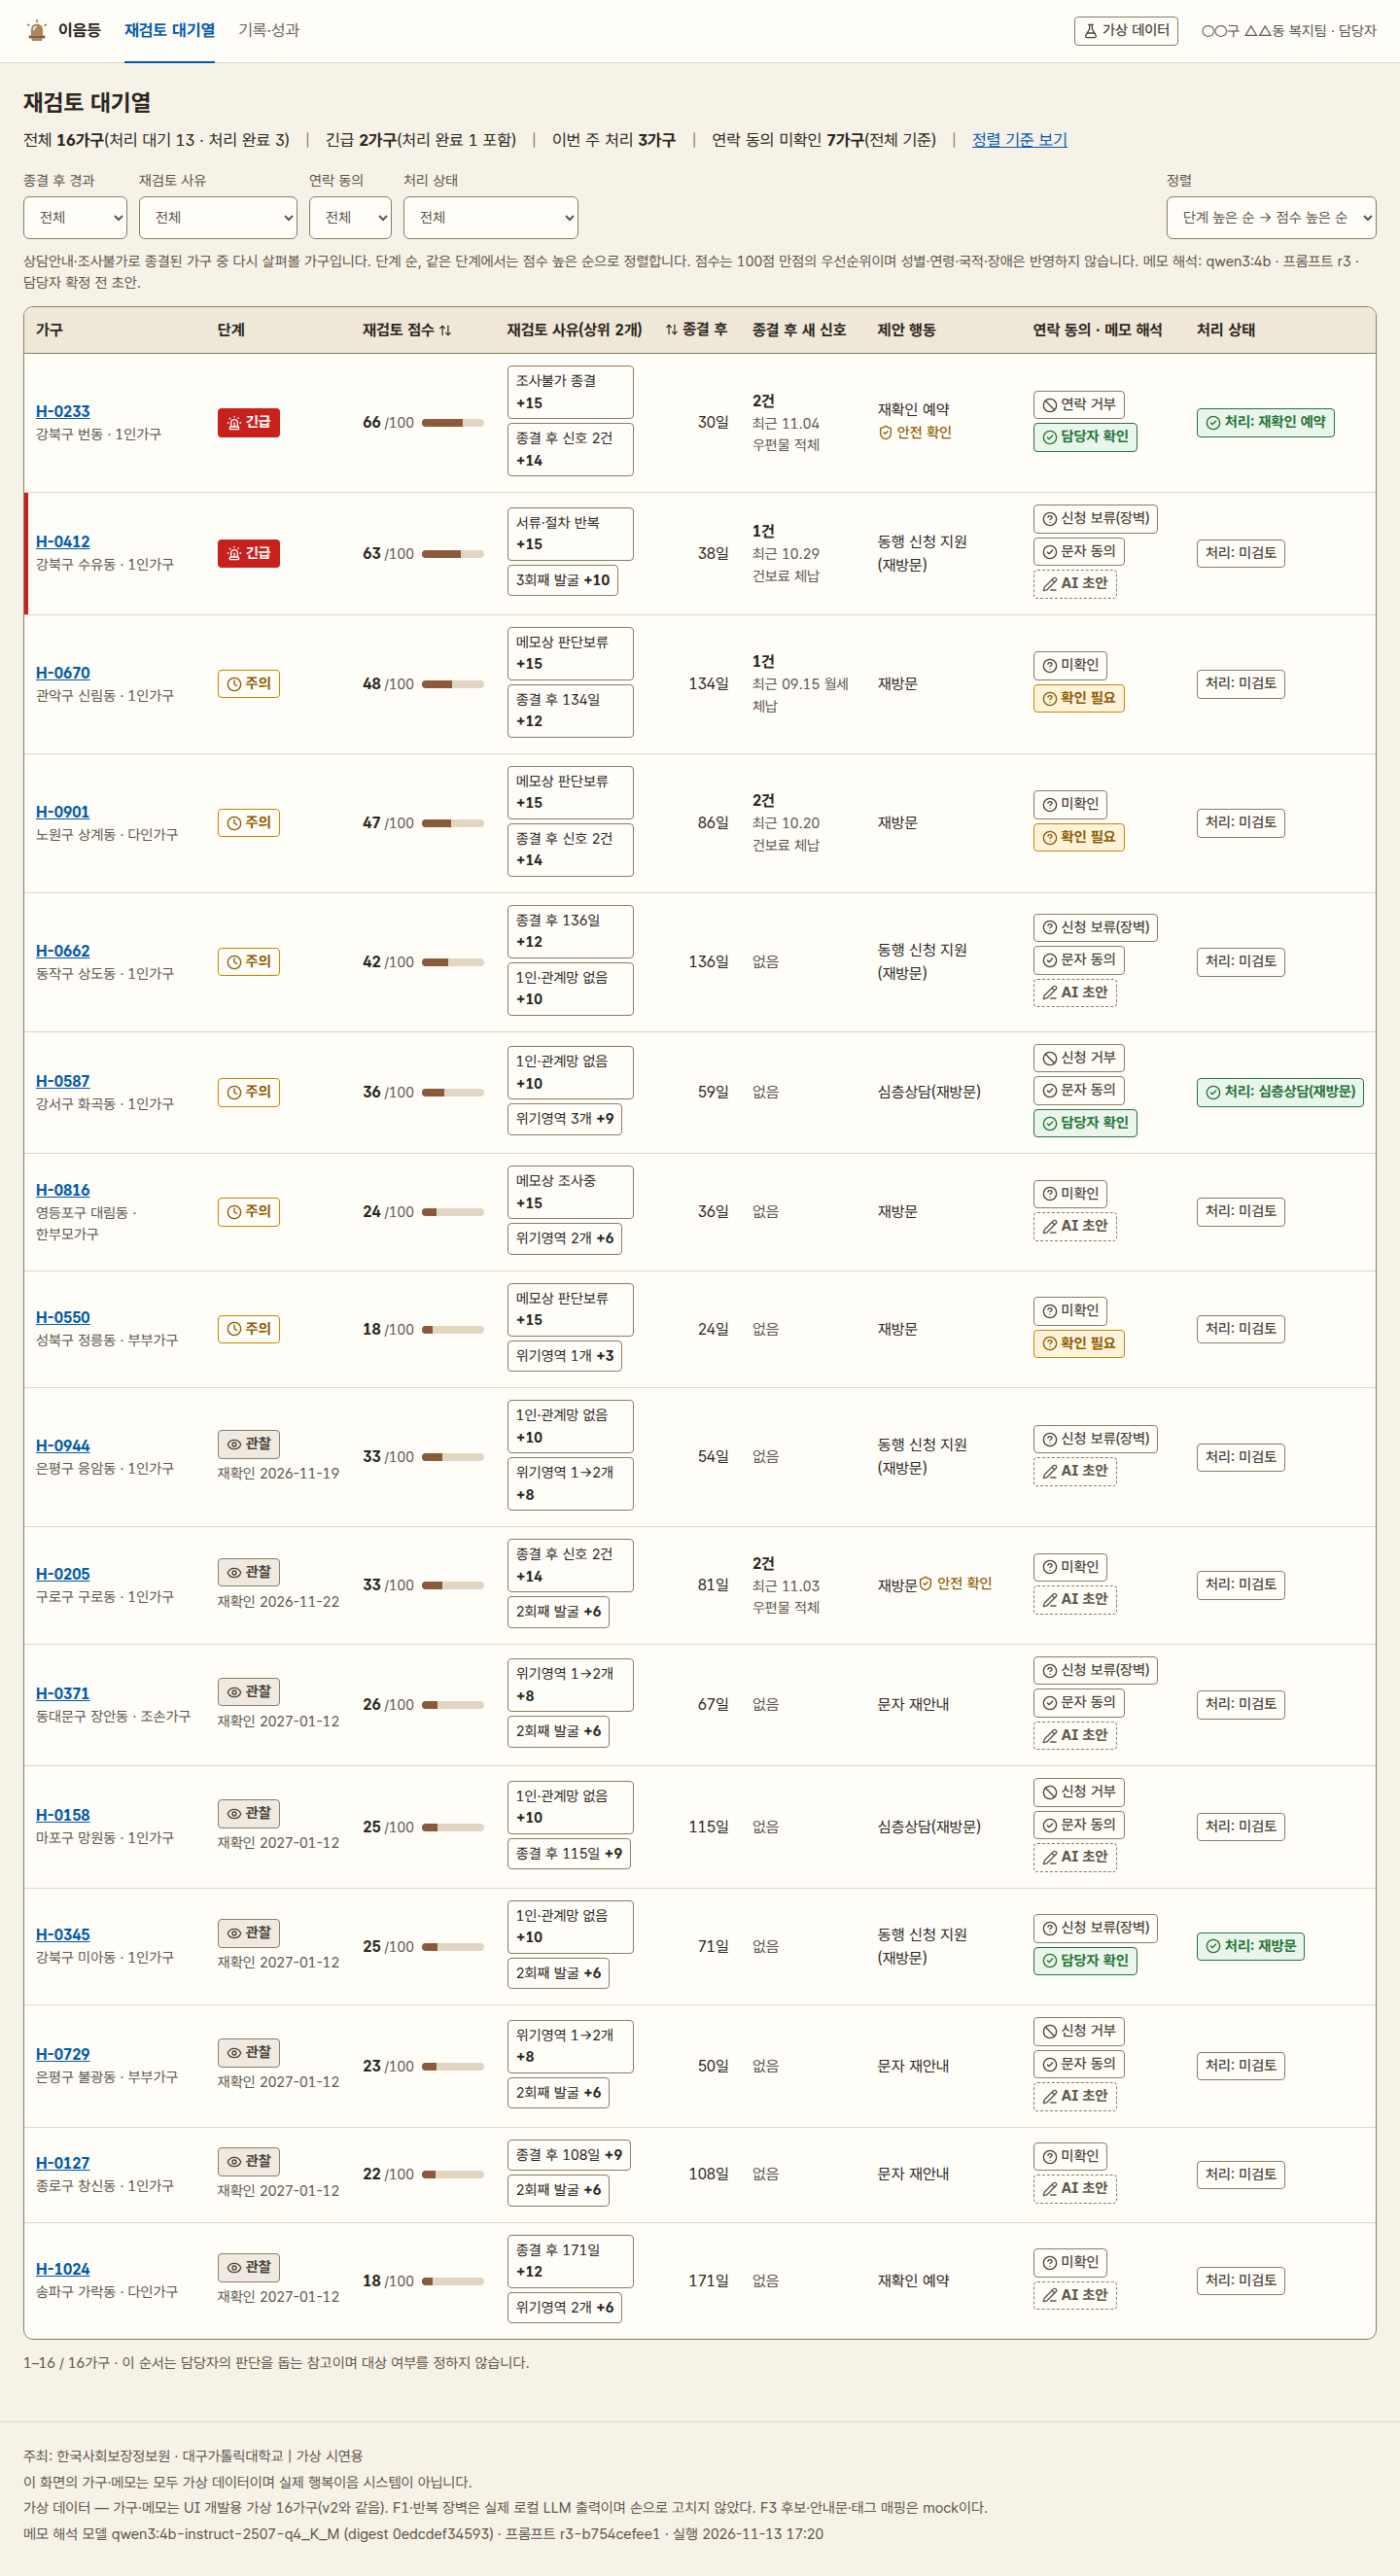 이음등 재검토 대기열 기록·성과 가상 데이터 ○○구 △△동 복지팀 · 담당자
재검토 대기열
전체 16가구(처리 대기 13 · 처리 완료 3) | 긴급 2가구(처리 완료 1 포함) | 이번 주 처리 3가구 | 연락 동의 미확인 7가구(전체 기준) | 정렬 기준 보기
종결 후 경과 재검토 사유 연락 동의 처리 상태 정렬
전체 전체 전체 전체 단계 높은 순 → 점수 높은 순
상담안내·조사불가로 종결된 가구 중 다시 살펴볼 가구입니다. 단계 순, 같은 단계에서는 점수 높은 순으로 정렬합니다. 점수는 100점 만점의 우선순위이며 성별·연령·국적·장애는 반영하지 않습니다. 메모 해석: qwen3:4b · 프롬프트 r3 ·
담당자 확정 전 초안.
가구 단계 재검토 점수 ↑↓ 재검토 사유(상위 2개) ↑↓ 종결 후 종결 후 새 신호 제안 행동 연락 동의 · 메모 해석 처리 상태
H-0233
강북구 번동 · 1인가구
긴급
66 /100
조사불가 종결
+15
종결 후 신호 2건
+14
30일
2건
최근 11.04
우편물 적체
재확인 예약
안전 확인
연락 거부
담당자 확인
처리: 재확인 예약
H-0412
강북구 수유동 · 1인가구
긴급
63 /100
서류·절차 반복
+15
3회째 발굴 +10
38일
1건
최근 10.29
건보료 체납
동행 신청 지원
(재방문)
신청 보류(장벽)
문자 동의
AI 초안
처리: 미검토
H-0670
관악구 신림동 · 1인가구
주의
48 /100
메모상 판단보류
+15
종결 후 134일
+12
134일
1건
최근 09.15 월세
체납
재방문
미확인
확인 필요
처리: 미검토
H-0901
노원구 상계동 · 다인가구
주의
47 /100
메모상 판단보류
+15
종결 후 신호 2건
+14
86일
2건
최근 10.20
건보료 체납
재방문
미확인
확인 필요
처리: 미검토
H-0662
동작구 상도동 · 1인가구
주의
42 /100
종결 후 136일
+12
1인·관계망 없음
+10
136일
없음
동행 신청 지원
(재방문)
신청 보류(장벽)
문자 동의
AI 초안
처리: 미검토
H-0587
강서구 화곡동 · 1인가구
주의
36 /100
1인·관계망 없음
+10
위기영역 3개 +9
59일
없음
심층상담(재방문)
신청 거부
문자 동의
담당자 확인
처리: 심층상담(재방문)
H-0816
영등포구 대림동 ·
한부모가구
주의
24 /100
메모상 조사중
+15
위기영역 2개 +6
36일
없음
재방문
미확인
AI 초안
처리: 미검토
H-0550
성북구 정릉동 · 부부가구
주의
18 /100
메모상 판단보류
+15
위기영역 1개 +3
24일
없음
재방문
미확인
확인 필요
처리: 미검토
H-0944
은평구 응암동 · 1인가구
관찰
재확인 2026-11-19
33 /100
1인·관계망 없음
+10
위기영역 1→2개
+8
54일
없음
동행 신청 지원
(재방문)
신청 보류(장벽)
AI 초안
처리: 미검토
H-0205
구로구 구로동 · 1인가구
관찰
재확인 2026-11-22
33 /100
종결 후 신호 2건
+14
2회째 발굴 +6
81일
2건
최근 11.03
우편물 적체
재방문 안전 확인
미확인
AI 초안
처리: 미검토
H-0371
동대문구 장안동 · 조손가구
관찰
재확인 2027-01-12
26 /100
위기영역 1→2개
+8
2회째 발굴 +6
67일
없음
문자 재안내
신청 보류(장벽)
문자 동의
AI 초안
처리: 미검토
H-0158
마포구 망원동 · 1인가구
관찰
재확인 2027-01-12
25 /100
1인·관계망 없음
+10
종결 후 115일 +9
115일
없음
심층상담(재방문)
신청 거부
문자 동의
AI 초안
처리: 미검토
H-0345
강북구 미아동 · 1인가구
관찰
재확인 2027-01-12
25 /100
1인·관계망 없음
+10
2회째 발굴 +6
71일
없음
동행 신청 지원
(재방문)
신청 보류(장벽)
담당자 확인
처리: 재방문
H-0729
은평구 불광동 · 부부가구
관찰
재확인 2027-01-12
23 /100
위기영역 1→2개
+8
2회째 발굴 +6
50일
없음
문자 재안내
신청 거부
문자 동의
AI 초안
처리: 미검토
H-0127
종로구 창신동 · 1인가구
관찰
재확인 2027-01-12
22 /100
종결 후 108일 +9
2회째 발굴 +6
108일
없음
문자 재안내
미확인
AI 초안
처리: 미검토
H-1024
송파구 가락동 · 다인가구
관찰
재확인 2027-01-12
18 /100
종결 후 171일
+12
위기영역 2개 +6
171일
없음
재확인 예약
미확인
AI 초안
처리: 미검토
1–16 / 16가구 · 이 순서는 담당자의 판단을 돕는 참고이며 대상 여부를 정하지 않습니다.
주최: 한국사회보장정보원 · 대구가톨릭대학교 | 가상 시연용
이 화면의 가구·메모는 모두 가상 데이터이며 실제 행복이음 시스템이 아닙니다.
가상 데이터 — 가구·메모는 UI 개발용 가상 16가구(v2와 같음). F1·반복 장벽은 실제 로컬 LLM 출력이며 손으로 고치지 않았다. F3 후보·안내문·태그 매핑은 mock이다.
메모 해석 모델 qwen3:4b-instruct-2507-q4_K_M (digest 0edcdef34593) · 프롬프트 r3-b754cefee1 · 실행 2026-11-13 17:20